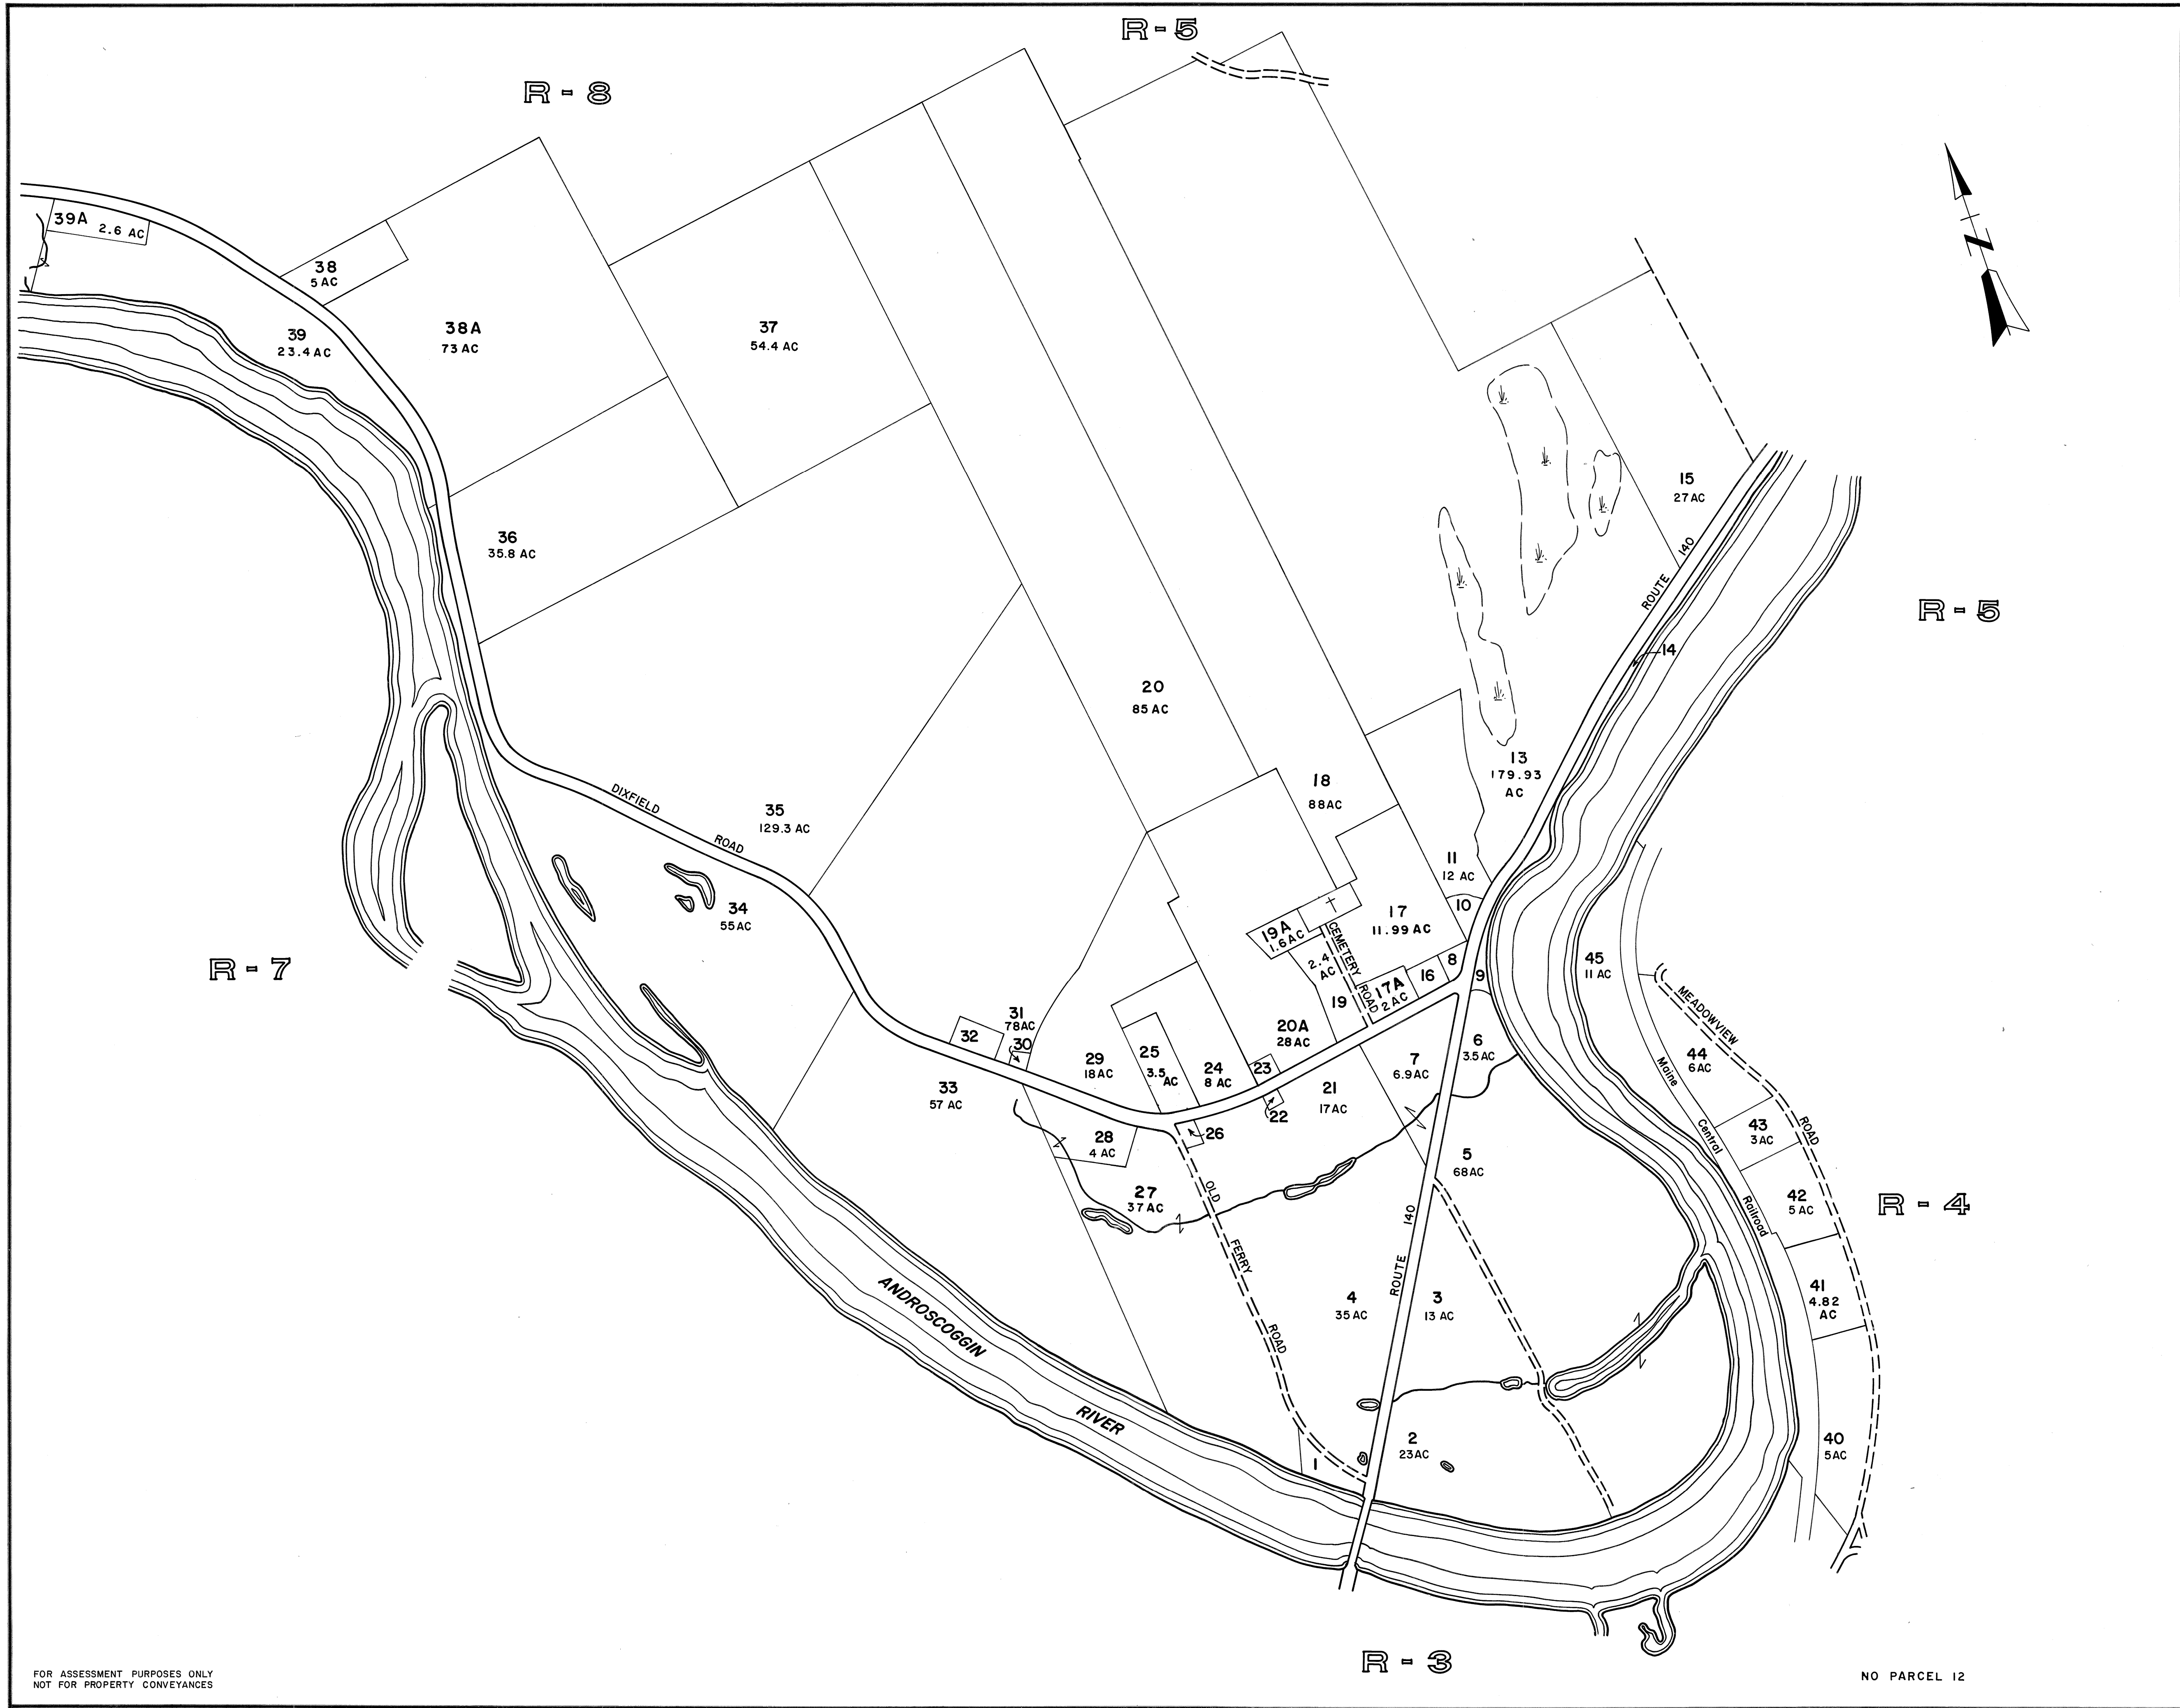 R-5
R-8
39A
2.6 AC
38
5 AC
39
23.4 AC
38A
73 AC
37
54.4 AC
N
36
35.8 AC
15
27 AC
ROUTE 140
R-5
14
20
85 AC
13
179.93
AC
18
88 AC
DIXFIELD ROAD
35
129.3 AC
11
12 AC
10
34
55 AC
17
11.99 AC
19A
1.6 AC
CEMETERY ROAD
2.4
AC
19
17A
2 AC
16
8
9
45
11 AC
R-7
MEADOWVIEW ROAD
31
78 AC
32
30
29
18 AC
25
3.5
AC
24
8 AC
23
20A
28 AC
7
6.9 AC
6
3.5 AC
44
6 AC
Maine Central Railroad
33
57 AC
21
17 AC
22
26
28
4 AC
43
3 AC
5
68 AC
27
37 AC
OLD FERRY ROAD
42
5 AC
R-4
ROUTE 140
4
35 AC
3
13 AC
41
4.82
AC
ANDROSCOGGIN RIVER
2
23 AC
1
40
5 AC
R-3
FOR ASSESSMENT PURPOSES ONLY
NOT FOR PROPERTY CONVEYANCES
NO PARCEL 12